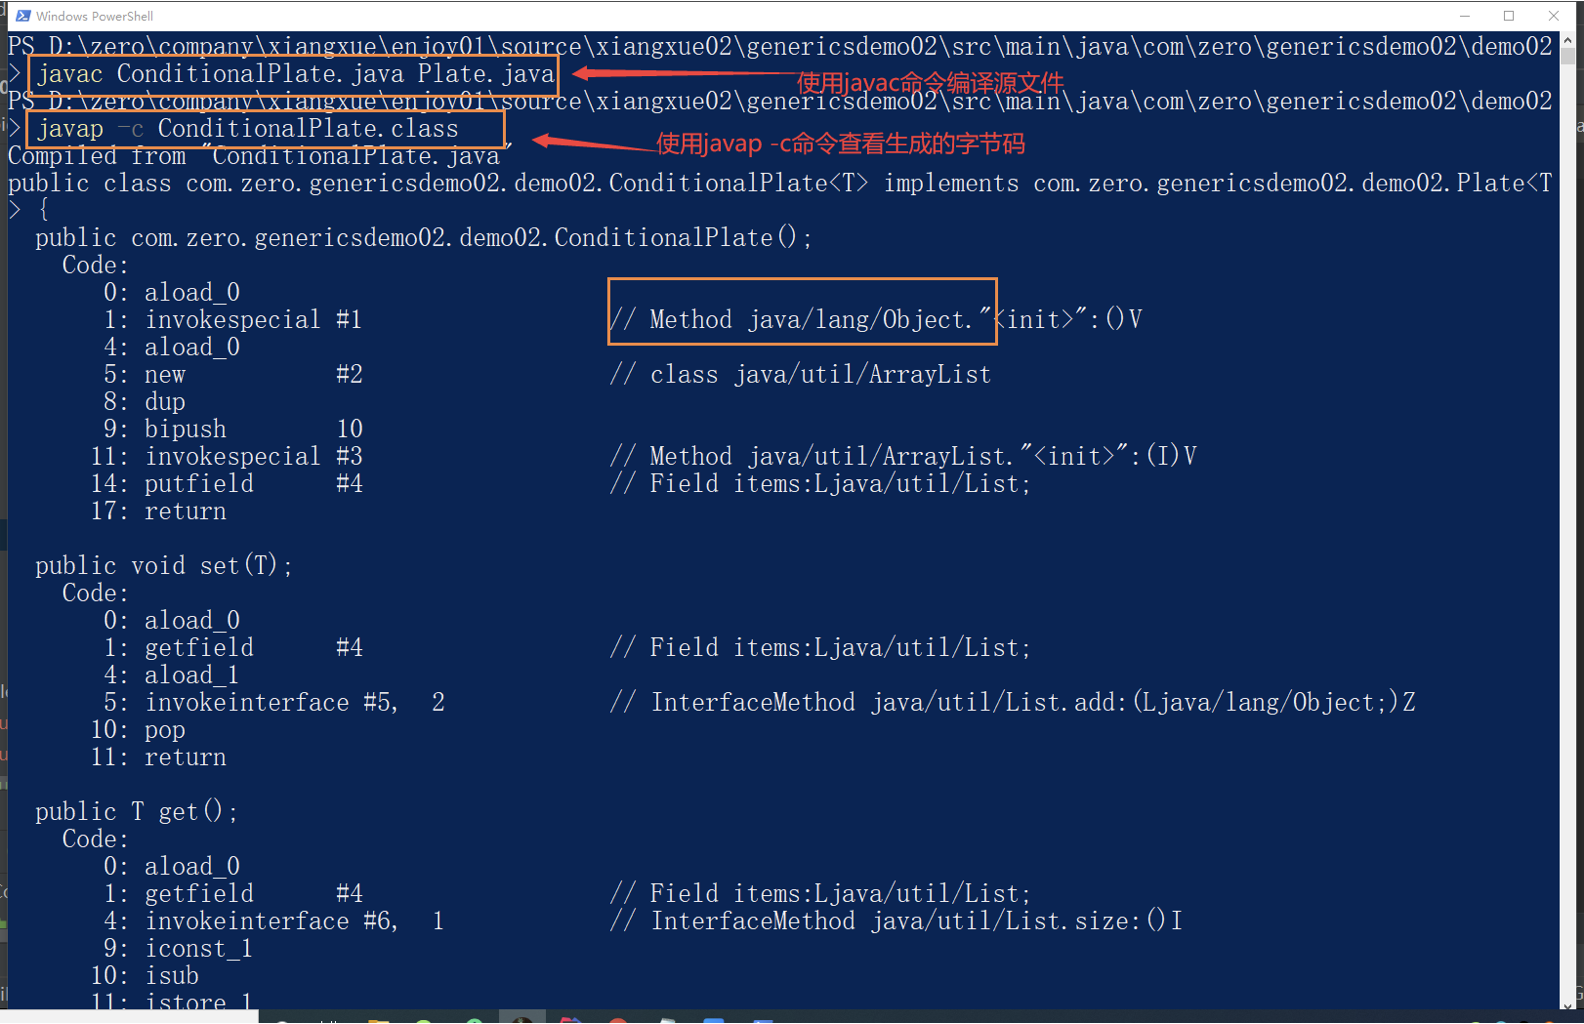 Windows PowerShell
PS D:\zero\company\xiangxue\enjoy01\source\xiangxue02\genericsdemo02\src\main\java\com\zero\genericsdemo02\demo02
> javac ConditionalPlate.java Plate.java
使用javac命令编译源文件
PS D:\zero\company\xiangxue\enjoy01\source\xiangxue02\genericsdemo02\src\main\java\com\zero\genericsdemo02\demo02
> javap -c ConditionalPlate.class
使用javap -c命令查看生成的字节码
Compiled from "ConditionalPlate.java"
public class com.zero.genericsdemo02.demo02.ConditionalPlate<T> implements com.zero.genericsdemo02.demo02.Plate<T
> {
public com.zero.genericsdemo02.demo02.ConditionalPlate();
Code:
0: aload_0
1: invokespecial #1 // Method java/lang/Object."<init>":()V
4: aload_0
5: new #2 // class java/util/ArrayList
8: dup
9: bipush 10
11: invokespecial #3 // Method java/util/ArrayList."<init>":(I)V
14: putfield #4 // Field items:Ljava/util/List;
17: return
public void set(T);
Code:
0: aload_0
1: getfield #4 // Field items:Ljava/util/List;
4: aload_1
5: invokeinterface #5, 2 // InterfaceMethod java/util/List.add:(Ljava/lang/Object;)Z
10: pop
11: return
public T get();
Code:
0: aload_0
1: getfield #4 // Field items:Ljava/util/List;
4: invokeinterface #6, 1 // InterfaceMethod java/util/List.size:()I
9: iconst_1
10: isub
11: istore_1